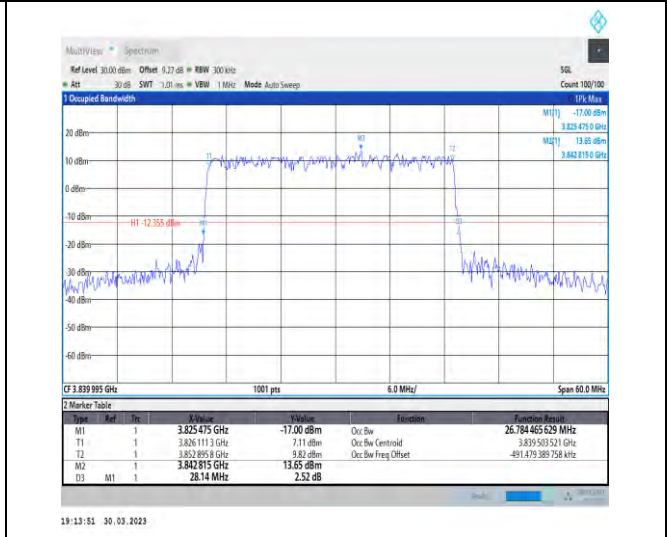 MultiView Spectrum
Ref Level 30.00 dBm Offset 9.27 dB RBW 300 kHz SGL
Att 30 dB SWT 1.01 ms VBW 1 MHz Mode Auto Sweep Count 100/100
1 Occupied Bandwidth 1Pk Max
M1[1] -17.00 dBm
3.825 475 0 GHz
M2[1] 13.65 dBm
3.842 815 0 GHz
20 dBm
10 dBm
0 dBm
-10 dBm
H1 -12.355 dBm
-20 dBm
-30 dBm
-40 dBm
-50 dBm
-60 dBm
CF 3.839 995 GHz 1001 pts 6.0 MHz/ Span 60.0 MHz
2 Marker Table
Type Ref Trc X-Value Y-Value Function Function Result
M1 1 3.825 475 GHz -17.00 dBm Occ Bw 26.784 465 629 MHz
T1 1 3.826 111 3 GHz 7.11 dBm Occ Bw Centroid 3.839 503 521 GHz
T2 1 3.852 895 8 GHz 9.82 dBm Occ Bw Freq Offset -491.479 389 758 kHz
M2 1 3.842 815 GHz 13.65 dBm
D3 M1 1 28.14 MHz 2.52 dB
19:13:51 30.03.2023